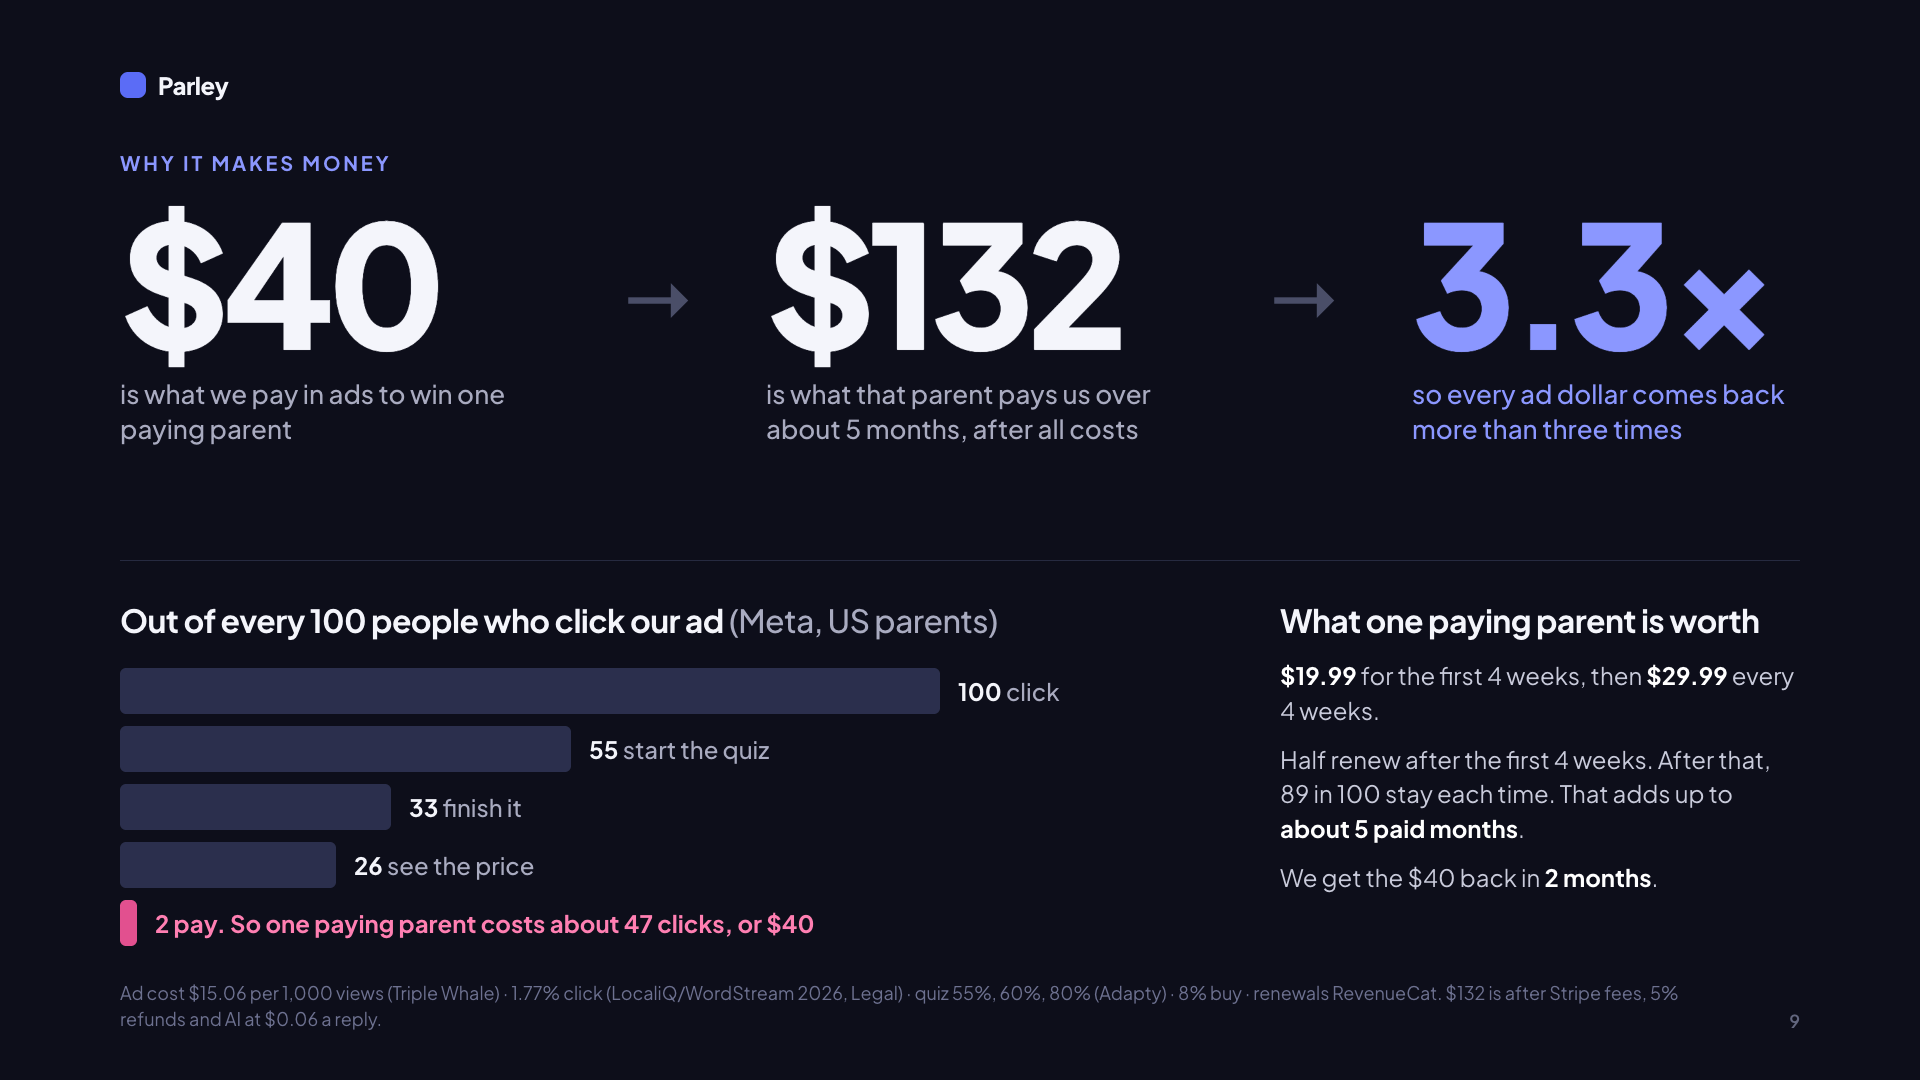 Parley
WHY IT MAKES MONEY
$40
is what we pay in ads to win one
paying parent
→
$132
is what that parent pays us over
about 5 months, after all costs
→
3.3×
so every ad dollar comes back
more than three times
Out of every 100 people who click our ad (Meta, US parents)
100 click
55 start the quiz
33 finish it
26 see the price
2 pay. So one paying parent costs about 47 clicks, or $40
What one paying parent is worth
$19.99 for the first 4 weeks, then $29.99 every
4 weeks.
Half renew after the first 4 weeks. After that,
89 in 100 stay each time. That adds up to
about 5 paid months.
We get the $40 back in 2 months.
Ad cost $15.06 per 1,000 views (Triple Whale) · 1.77% click (LocaliQ/WordStream 2026, Legal) · quiz 55%, 60%, 80% (Adapty) · 8% buy · renewals RevenueCat. $132 is after Stripe fees, 5%
refunds and AI at $0.06 a reply.
9